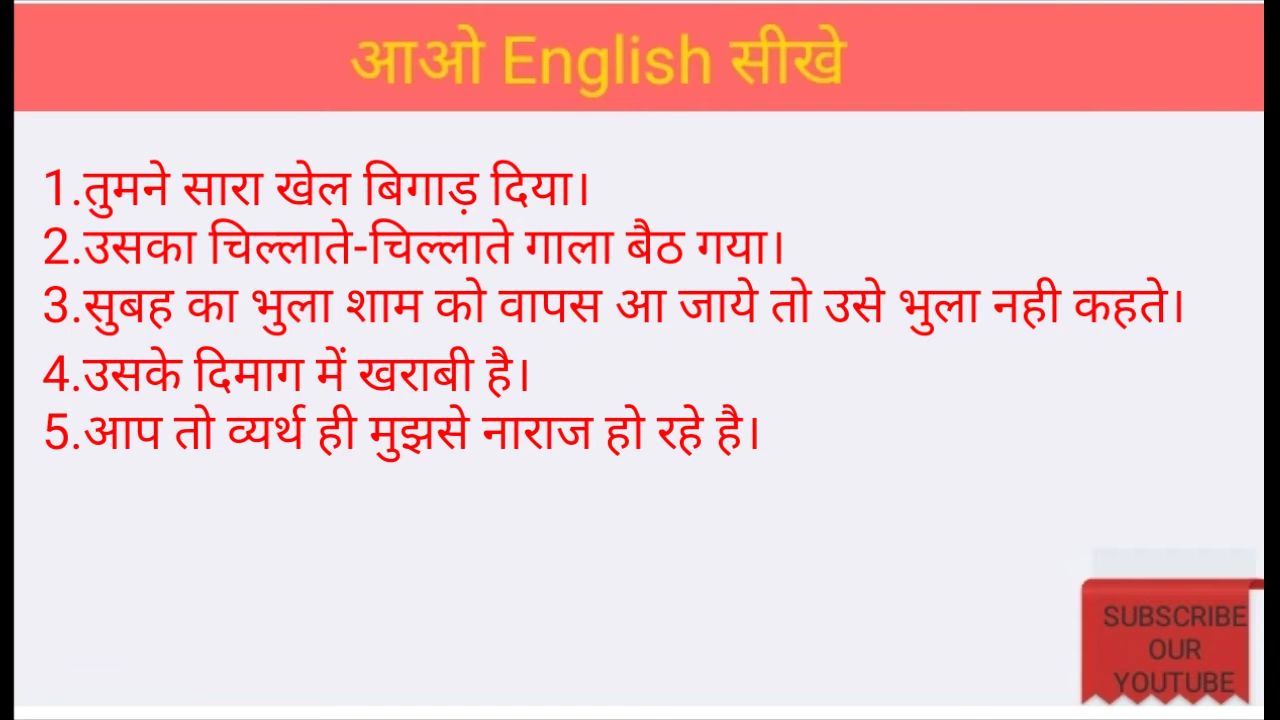 आओ English सीखे
1.तुमने सारा खेल बिगाड़ दिया।
2.उसका चिल्लाते-चिल्लाते गाला बैठ गया।
3.सुबह का भुला शाम को वापस आ जाये तो उसे भुला नही कहते।
4.उसके दिमाग में खराबी है।
5.आप तो व्यर्थ ही मुझसे नाराज हो रहे है।
SUBSCRIBE
OUR
YOUTUBE